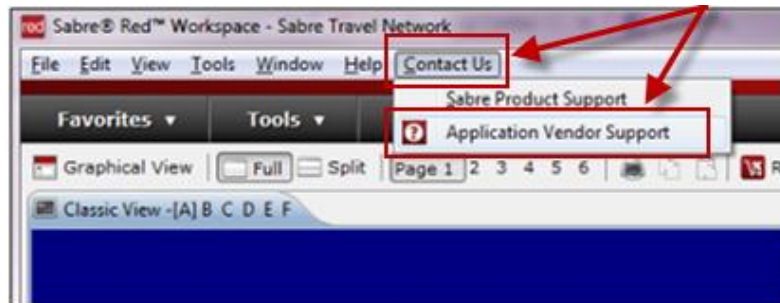 red Sabre® Red™ Workspace - Sabre Travel Network
File Edit View Tools Window Help Contact Us
Sabre Product Support
Favorites ▾ Tools ▾
Application Vendor Support
Graphical View Full Split Page 1 2 3 4 5 6 R
Classic View -[A] B C D E F